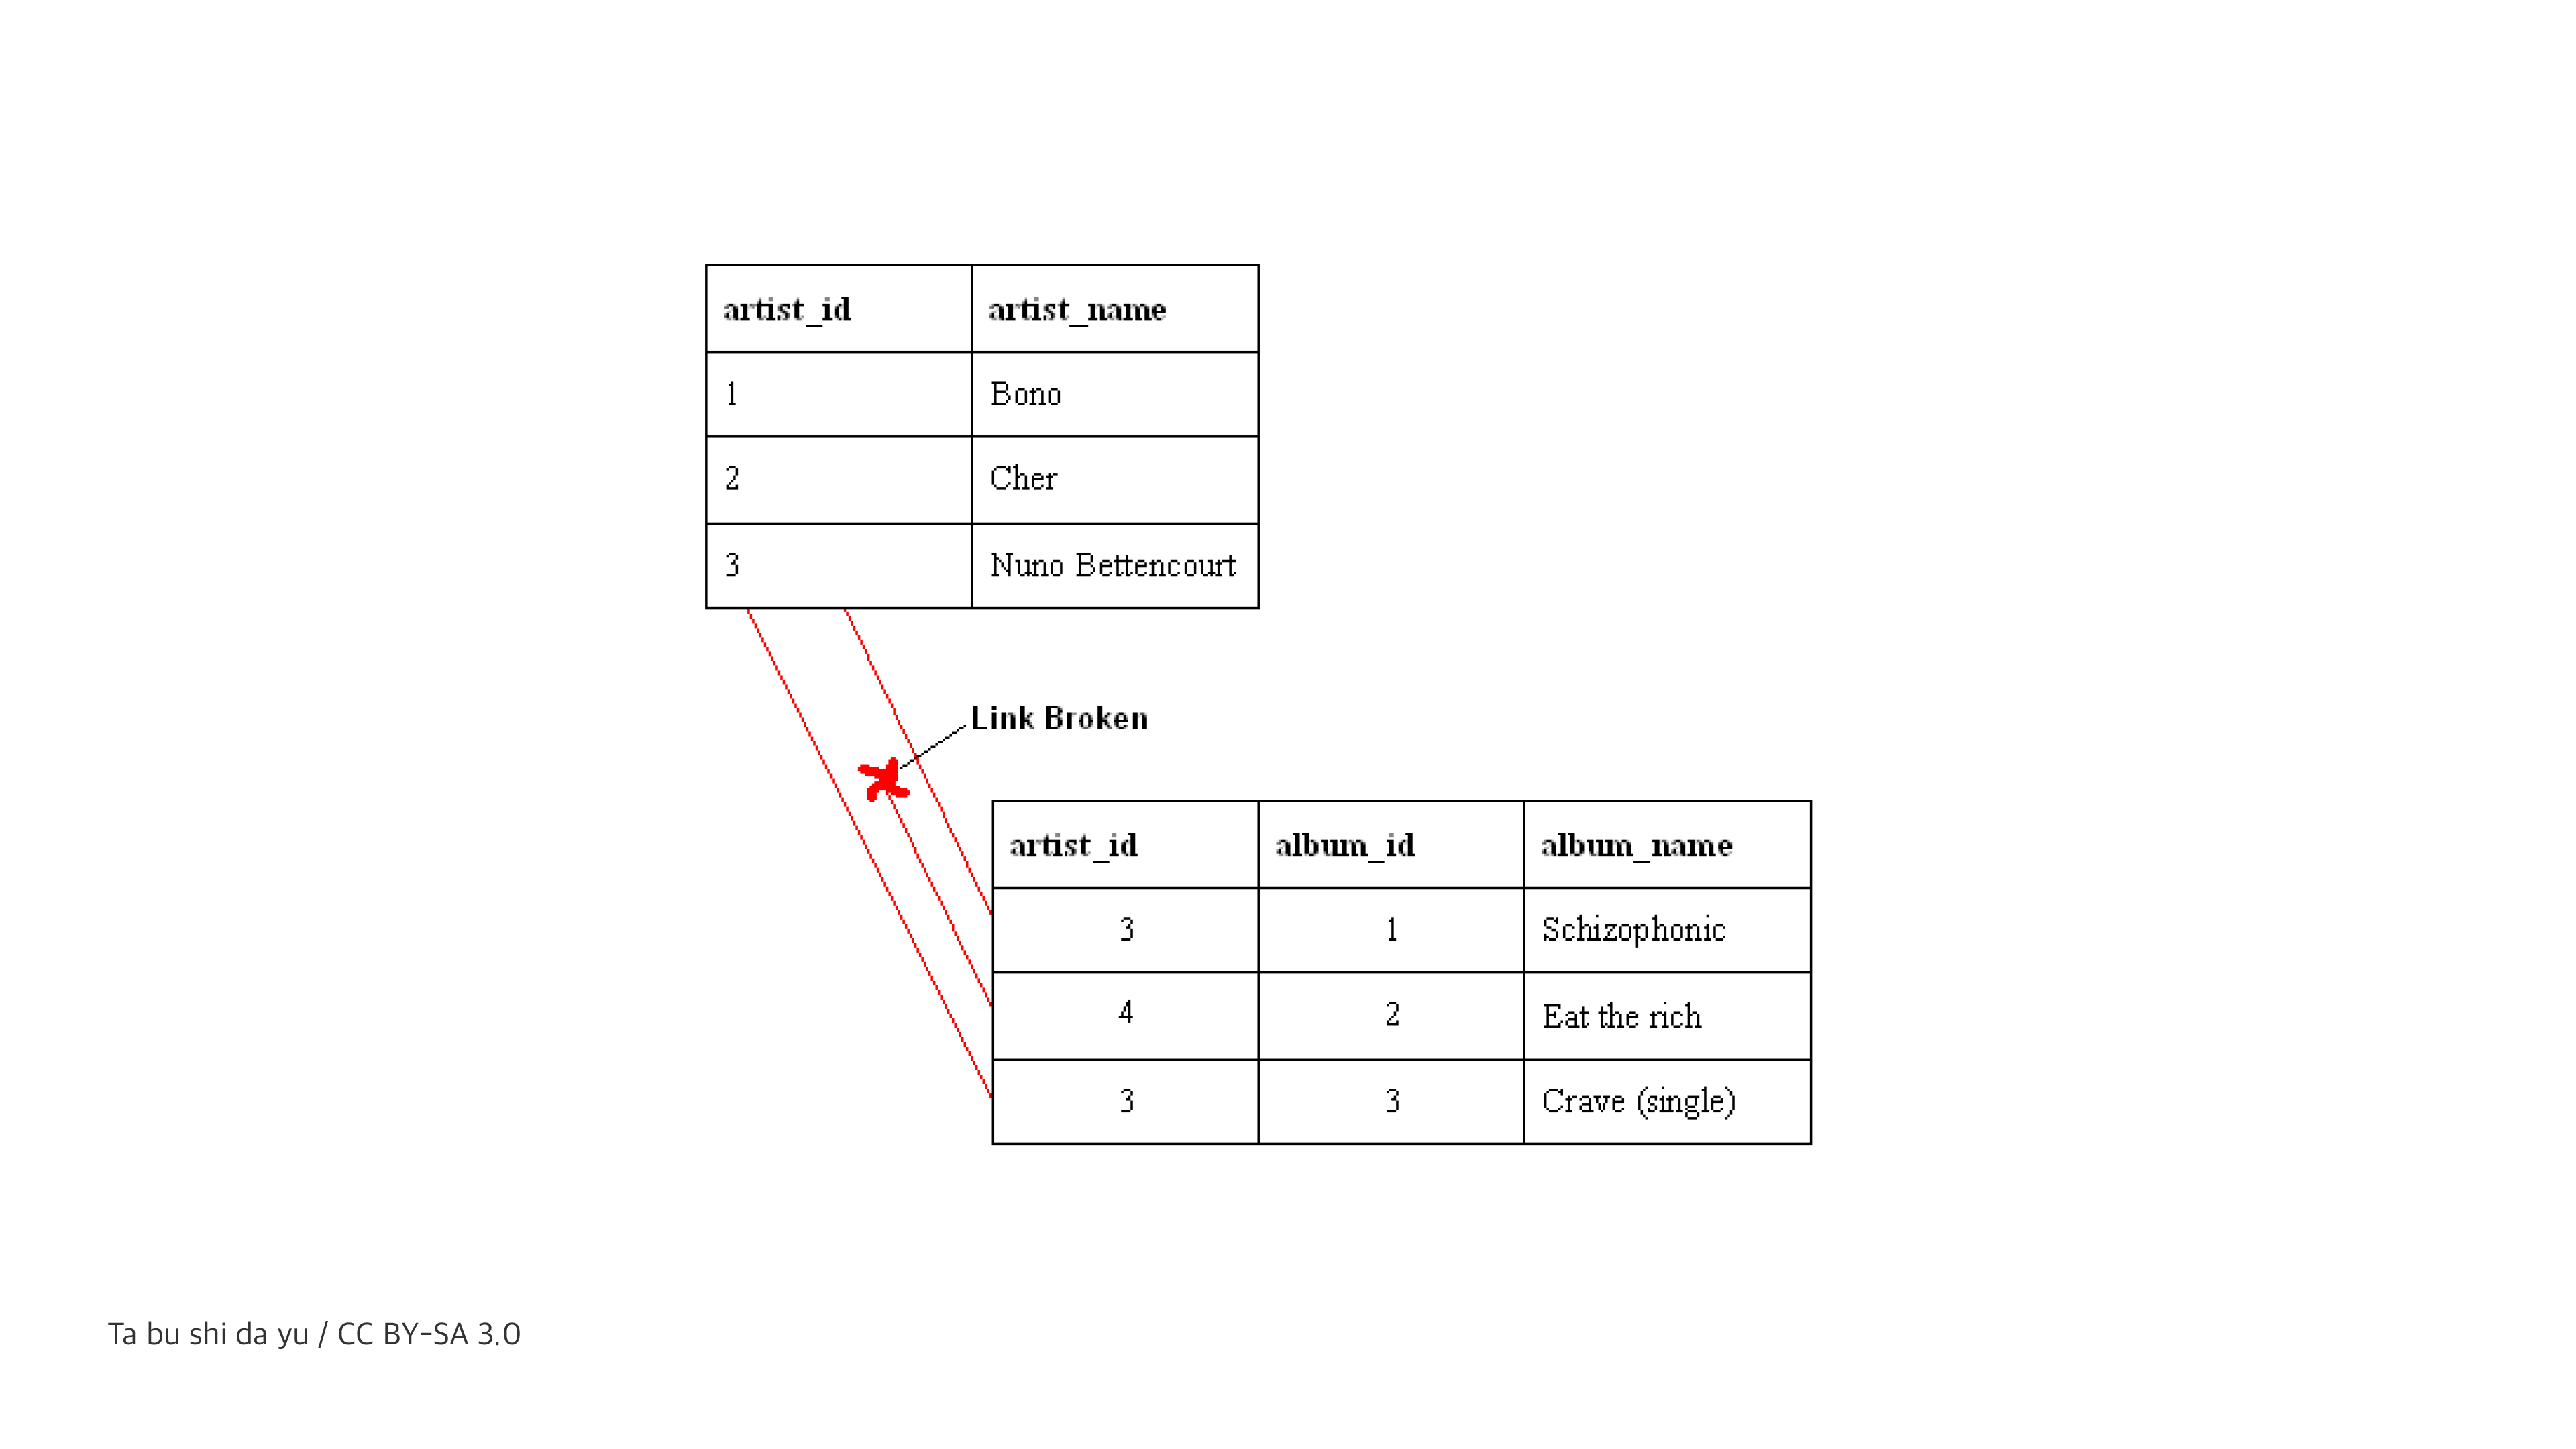 artist_id artist_name
1 Bono
2 Cher
3 Nuno Bettencourt
Link Broken
artist_id album_id album_name
3 1 Schizophonic
4 2 Eat the rich
3 3 Crave (single)
Ta bu shi da yu / CC BY-SA 3.0